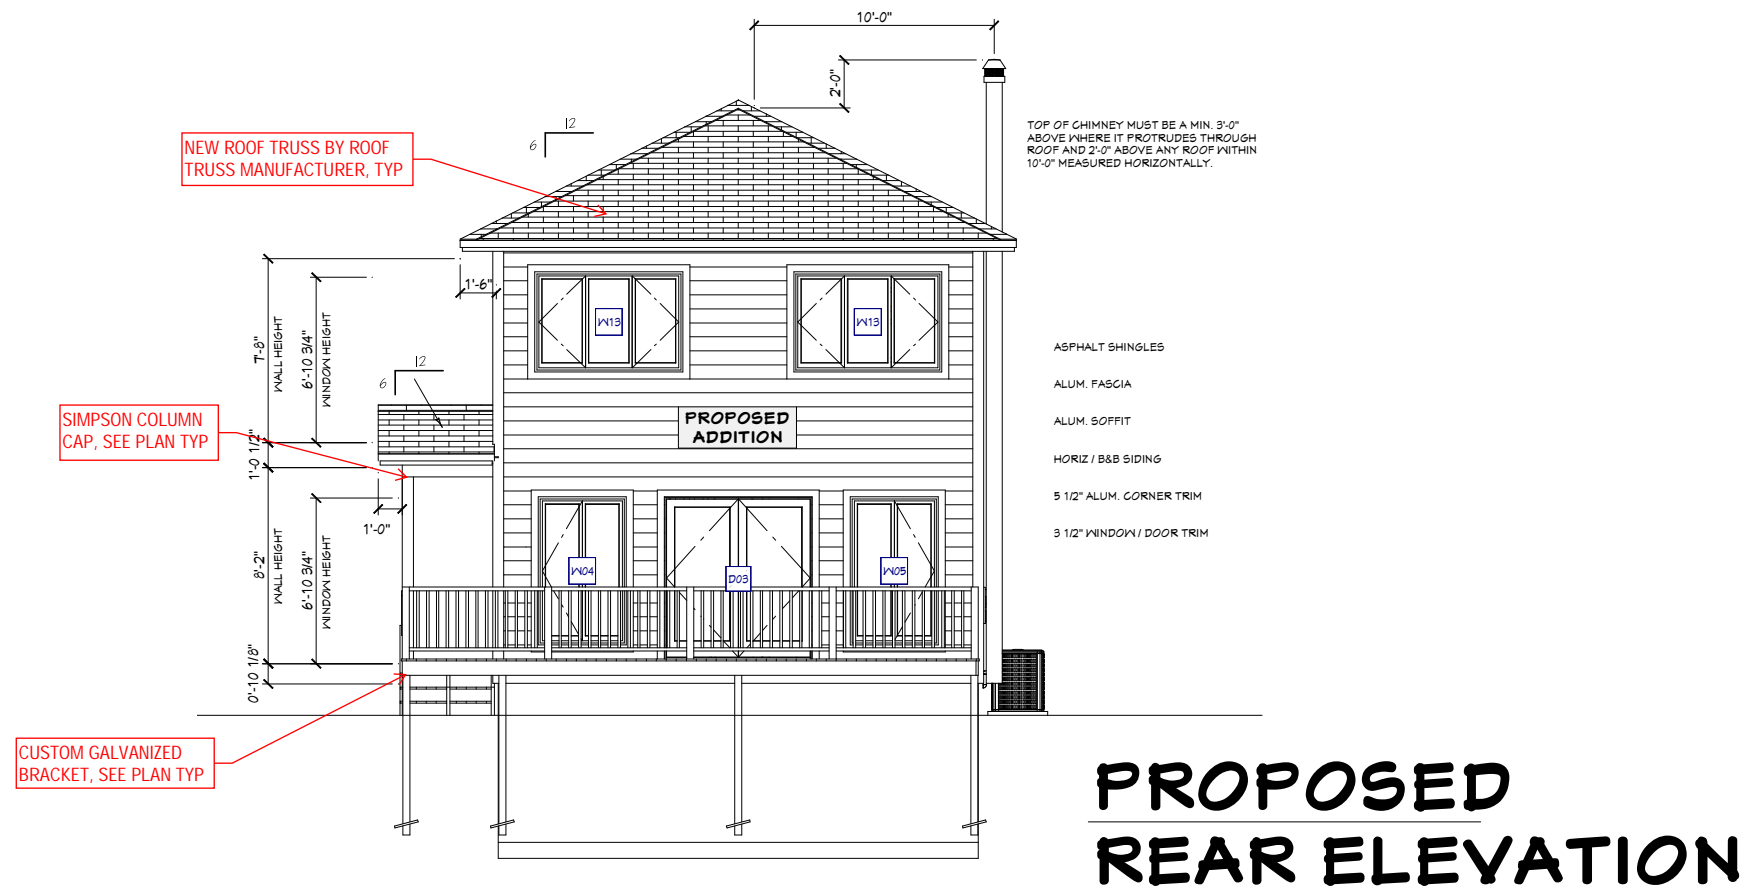 10'-0"
2'-0"
TOP OF CHIMNEY MUST BE A MIN. 3'-0"
ABOVE WHERE IT PROTRUDES THROUGH
ROOF AND 2'-0" ABOVE ANY ROOF WITHIN
10'-0" MEASURED HORIZONTALLY.
12
6
NEW ROOF TRUSS BY ROOF
TRUSS MANUFACTURER, TYP
1'-6"
7'-8"
WALL HEIGHT
6'-10 3/4"
WINDOW HEIGHT
W13
W13
12
6
ASPHALT SHINGLES
ALUM. FASCIA
ALUM. SOFFIT
HORIZ / B&B SIDING
5 1/2" ALUM. CORNER TRIM
3 1/2" WINDOW / DOOR TRIM
SIMPSON COLUMN
CAP, SEE PLAN TYP
PROPOSED
ADDITION
1'-0 1/2"
1'-0"
8'-2"
WALL HEIGHT
6'-10 3/4"
WINDOW HEIGHT
W04
D03
W05
0'-10 1/8"
CUSTOM GALVANIZED
BRACKET, SEE PLAN TYP
PROPOSED
REAR ELEVATION